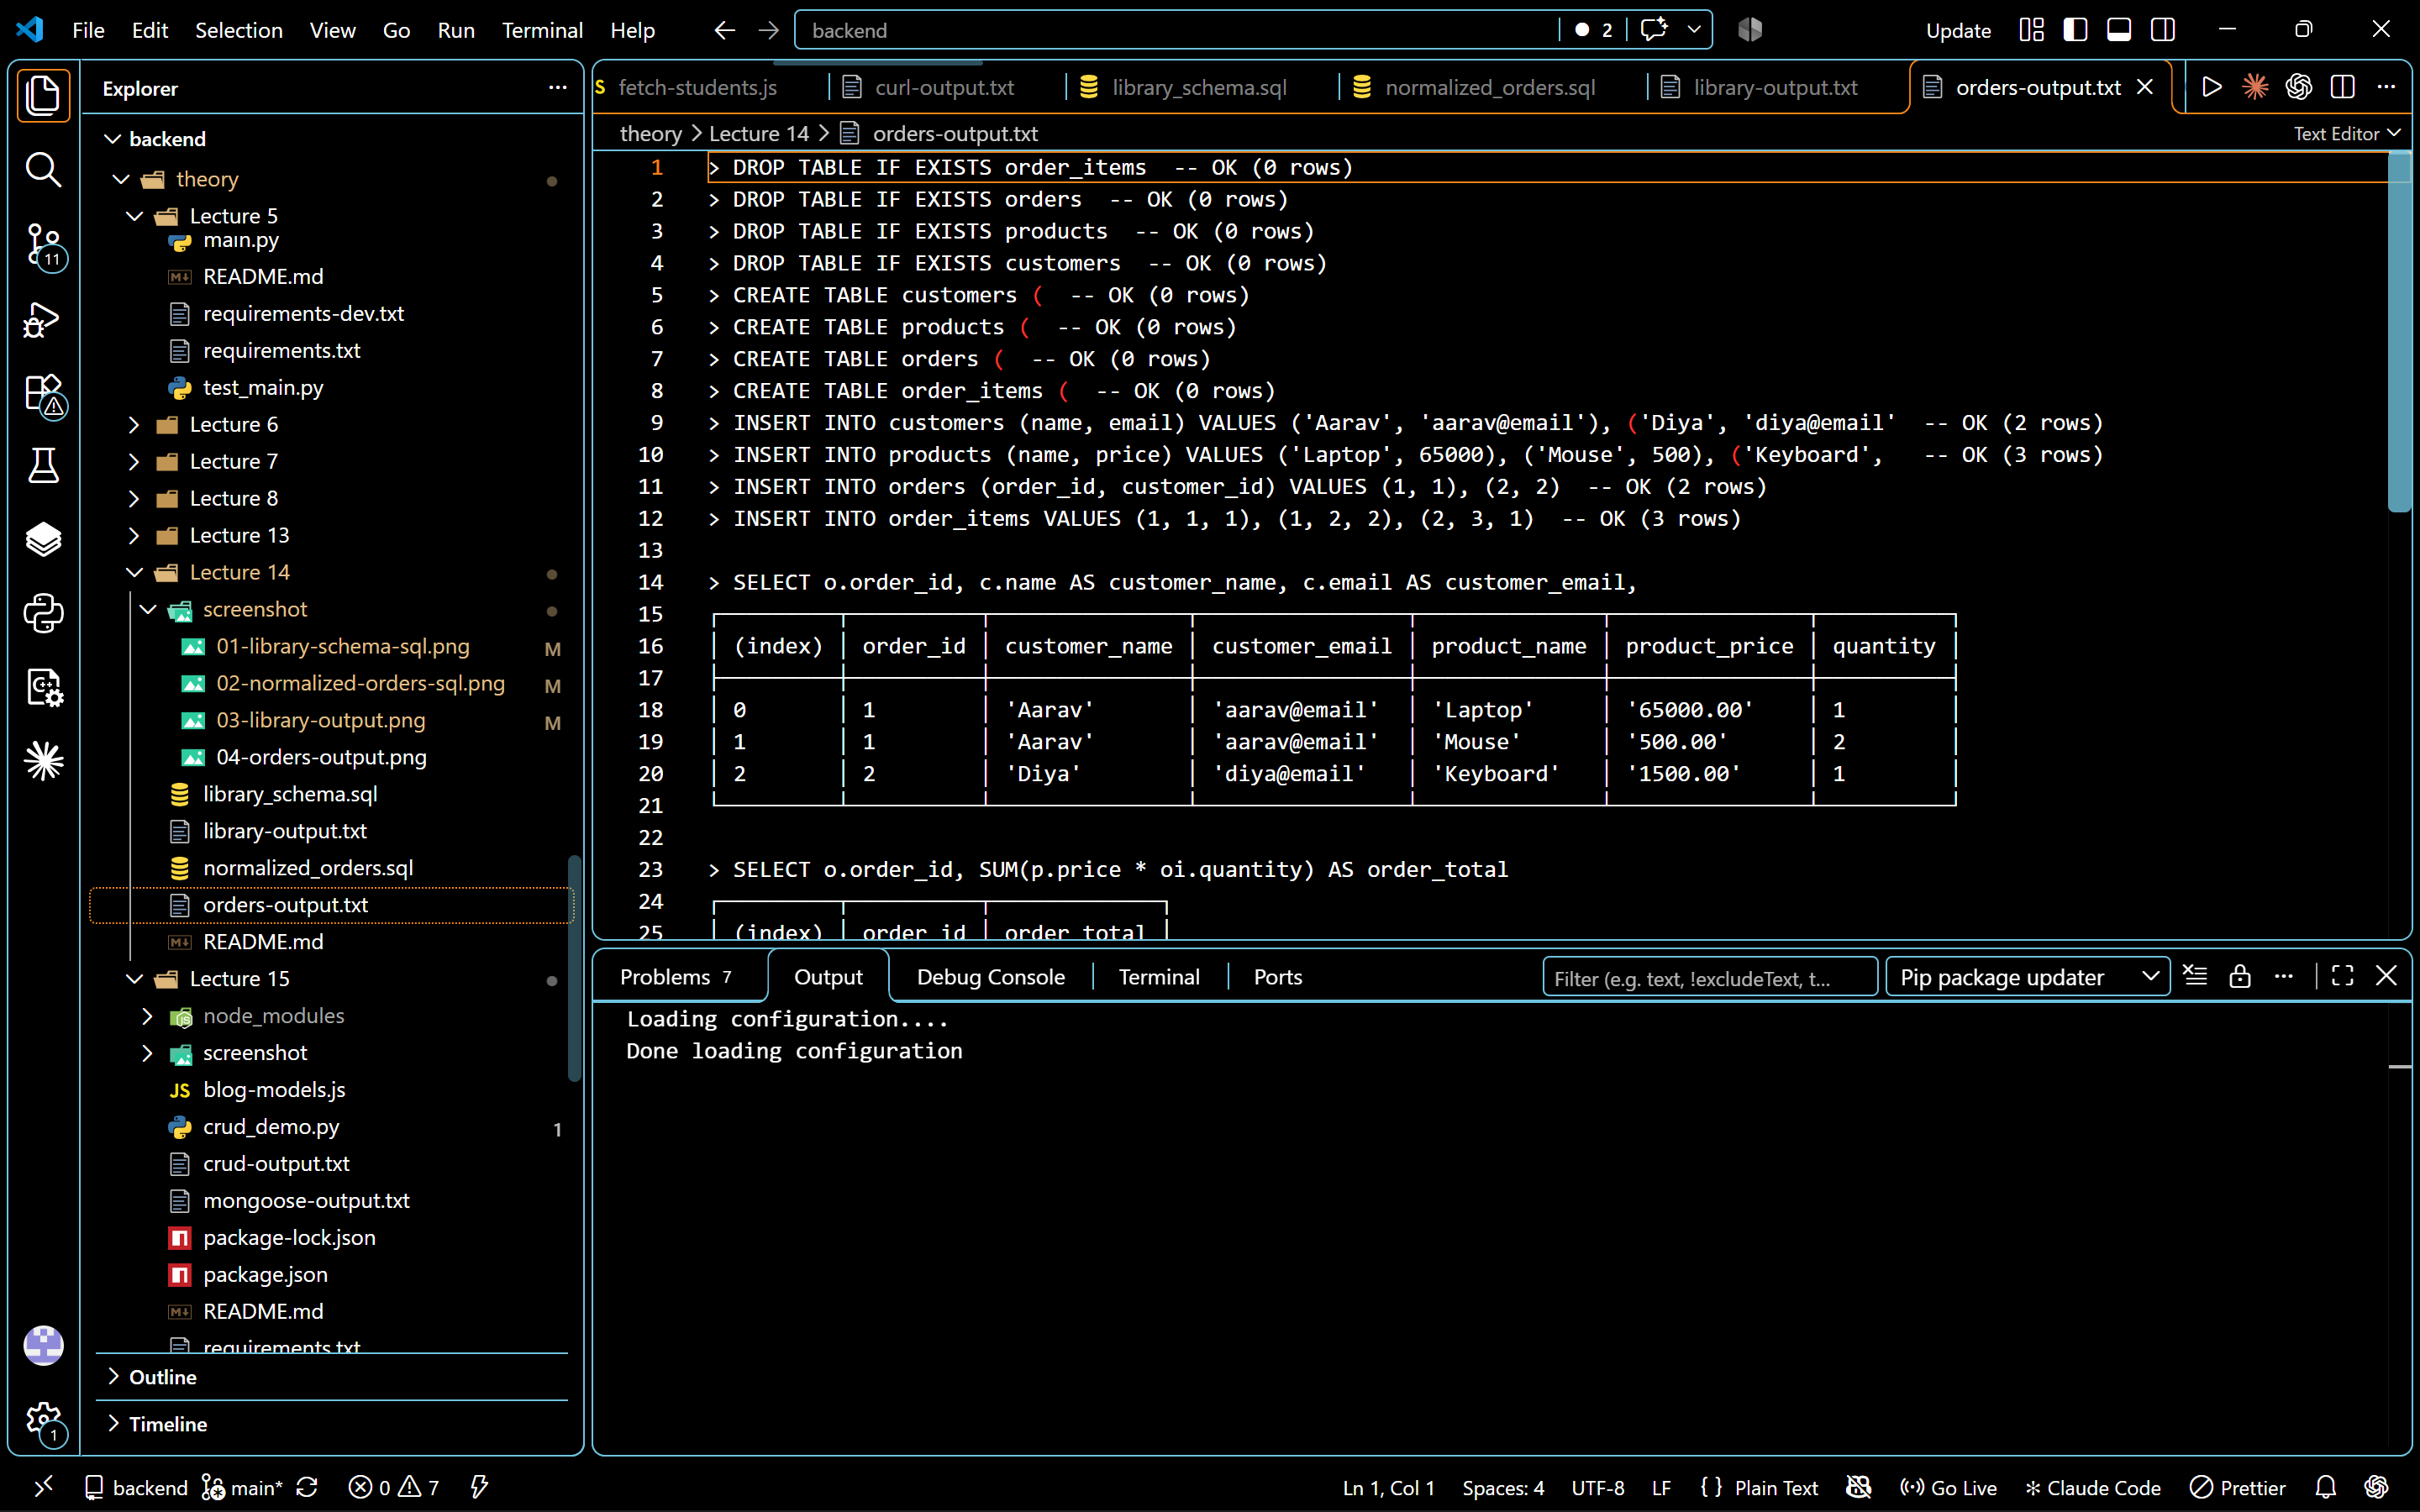 File Edit Selection View Go Run Terminal Help backend 2 Update
Explorer
backend
theory
Lecture 5
main.py
README.md
requirements-dev.txt
requirements.txt
test_main.py
Lecture 6
Lecture 7
Lecture 8
Lecture 13
Lecture 14
screenshot
01-library-schema-sql.png M
02-normalized-orders-sql.png M
03-library-output.png M
04-orders-output.png
library_schema.sql
library-output.txt
normalized_orders.sql
orders-output.txt
README.md
Lecture 15
node_modules
screenshot
JS blog-models.js
crud_demo.py 1
crud-output.txt
mongoose-output.txt
package-lock.json
package.json
README.md
requirements.txt
Outline
Timeline
11
1
S fetch-students.js curl-output.txt library_schema.sql normalized_orders.sql library-output.txt orders-output.txt
theory > Lecture 14 > orders-output.txt Text Editor
1 > DROP TABLE IF EXISTS order_items -- OK (0 rows)
2 > DROP TABLE IF EXISTS orders -- OK (0 rows)
3 > DROP TABLE IF EXISTS products -- OK (0 rows)
4 > DROP TABLE IF EXISTS customers -- OK (0 rows)
5 > CREATE TABLE customers ( -- OK (0 rows)
6 > CREATE TABLE products ( -- OK (0 rows)
7 > CREATE TABLE orders ( -- OK (0 rows)
8 > CREATE TABLE order_items ( -- OK (0 rows)
9 > INSERT INTO customers (name, email) VALUES ('Aarav', 'aarav@email'), ('Diya', 'diya@email' -- OK (2 rows)
10 > INSERT INTO products (name, price) VALUES ('Laptop', 65000), ('Mouse', 500), ('Keyboard', -- OK (3 rows)
11 > INSERT INTO orders (order_id, customer_id) VALUES (1, 1), (2, 2) -- OK (2 rows)
12 > INSERT INTO order_items VALUES (1, 1, 1), (1, 2, 2), (2, 3, 1) -- OK (3 rows)
13
14 > SELECT o.order_id, c.name AS customer_name, c.email AS customer_email,
15
16 (index) order_id customer_name customer_email product_name product_price quantity
17
18 0 1 'Aarav' 'aarav@email' 'Laptop' '65000.00' 1
19 1 1 'Aarav' 'aarav@email' 'Mouse' '500.00' 2
20 2 2 'Diya' 'diya@email' 'Keyboard' '1500.00' 1
21
22
23 > SELECT o.order_id, SUM(p.price * oi.quantity) AS order_total
24
25 (index) order_id order_total
Problems 7 Output Debug Console Terminal Ports Filter (e.g. text, !excludeText, t... Pip package updater
Loading configuration....
Done loading configuration
backend main* 0 7 Ln 1, Col 1 Spaces: 4 UTF-8 LF {} Plain Text Go Live Claude Code Prettier